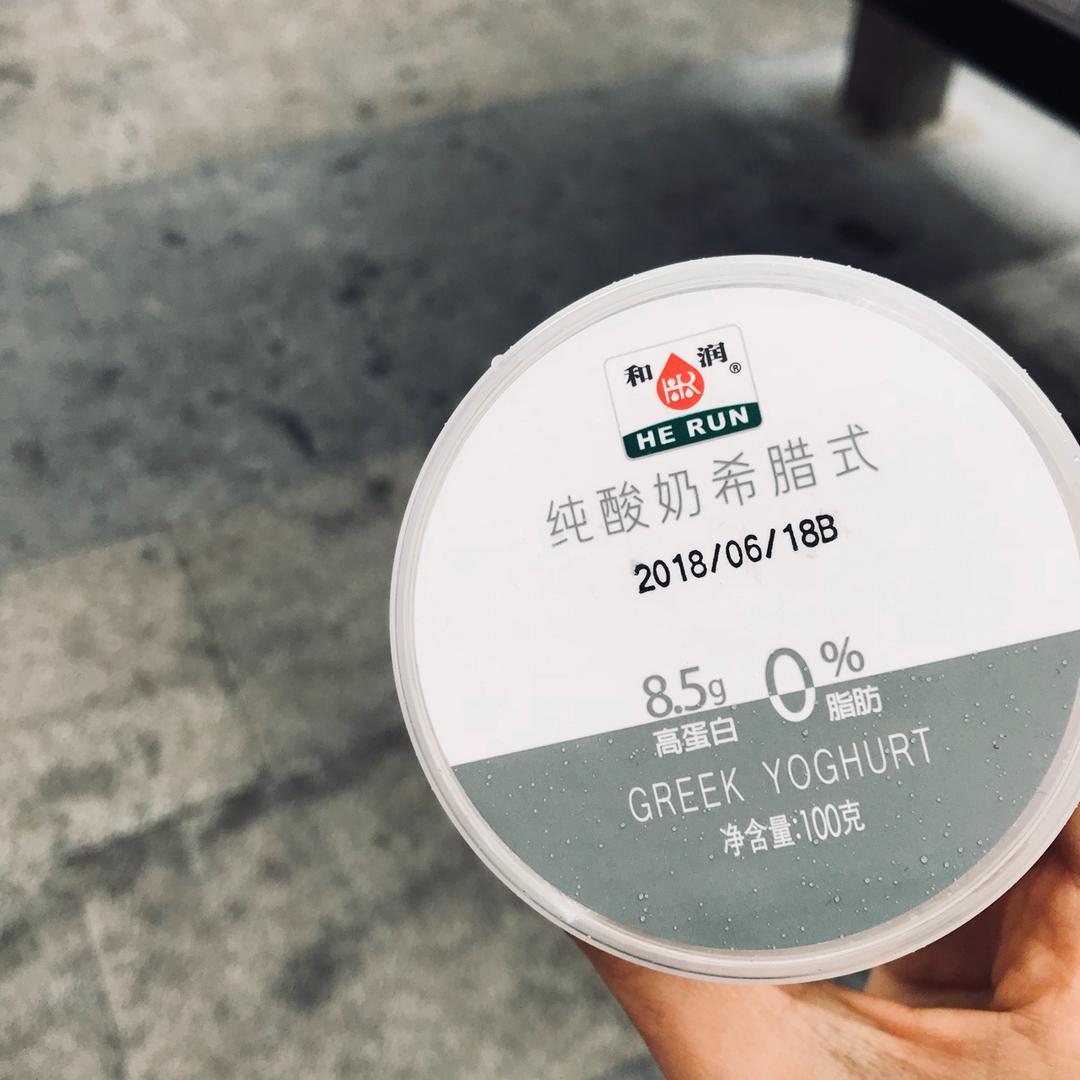 和润®
HE RUN
纯酸奶希腊式
2018/06/18B
8.5g 0%
高蛋白 脂肪
GREEK YOGHURT
净含量:100克